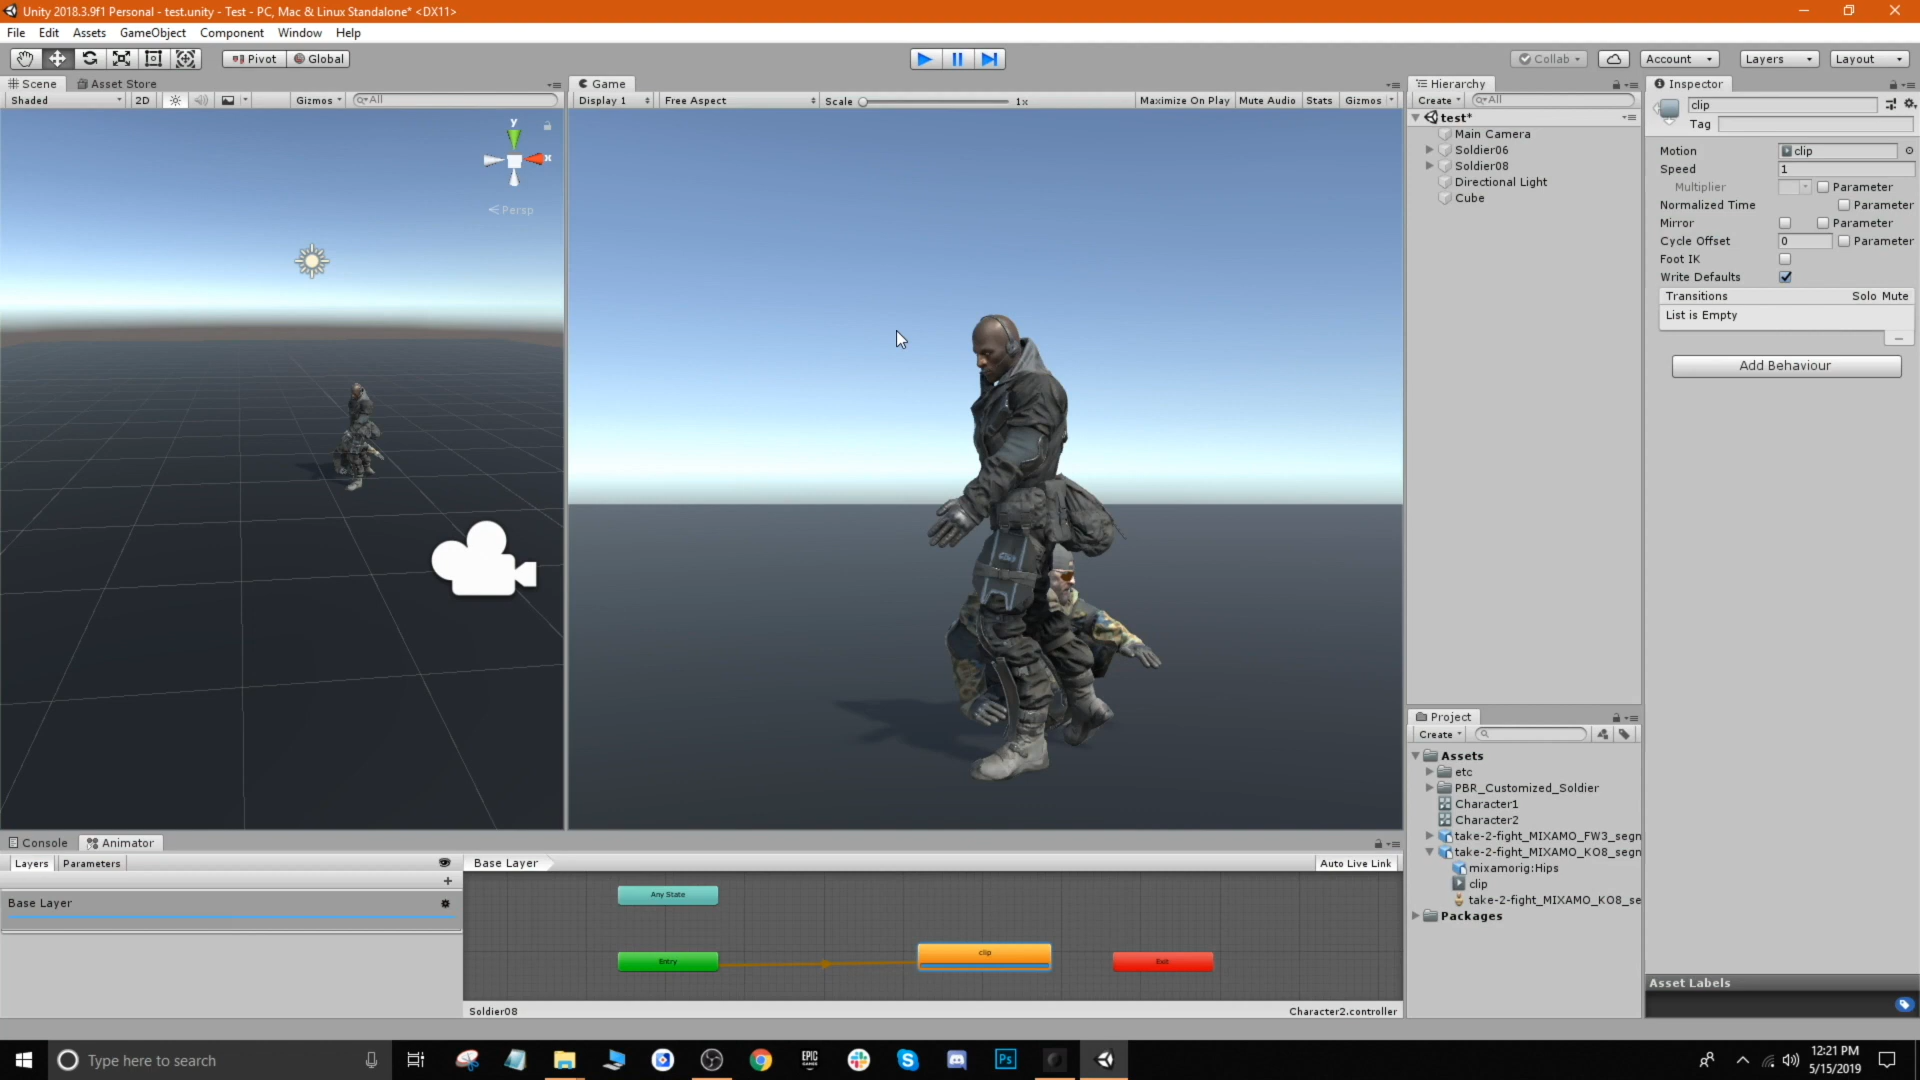 Unity 2018.3.9f1 Personal - test.unity - Test - PC, Mac & Linux Standalone* <DX11>
File Edit Assets GameObject Component Window Help
Pivot Global
Collab Account Layers Layout
Scene Asset Store
Shaded 2D Gizmos All
y
x
Persp
Game
Display 1 Free Aspect Scale 1x Maximize On Play Mute Audio Stats Gizmos
Hierarchy
Create All
test*
Main Camera
Soldier06
Soldier08
Directional Light
Cube
Inspector
clip
Tag
Motion clip
Speed 1
Multiplier Parameter
Normalized Time Parameter
Mirror Parameter
Cycle Offset 0 Parameter
Foot IK
Write Defaults
Transitions Solo Mute
List is Empty
Add Behaviour
Project
Create
Assets
etc
PBR_Customized_Soldier
Character1
Character2
take-2-fight_MIXAMO_FW3_segn
take-2-fight_MIXAMO_KO8_segn
mixamorig:Hips
clip
take-2-fight_MIXAMO_KO8_se
Packages
Asset Labels
Console Animator
Layers Parameters
Base Layer
Base Layer Auto Live Link
Any State
Entry
clip
Exit
Soldier08 Character2.controller
Type here to search
EPIC
GAMES
Ps
12:21 PM
5/15/2019